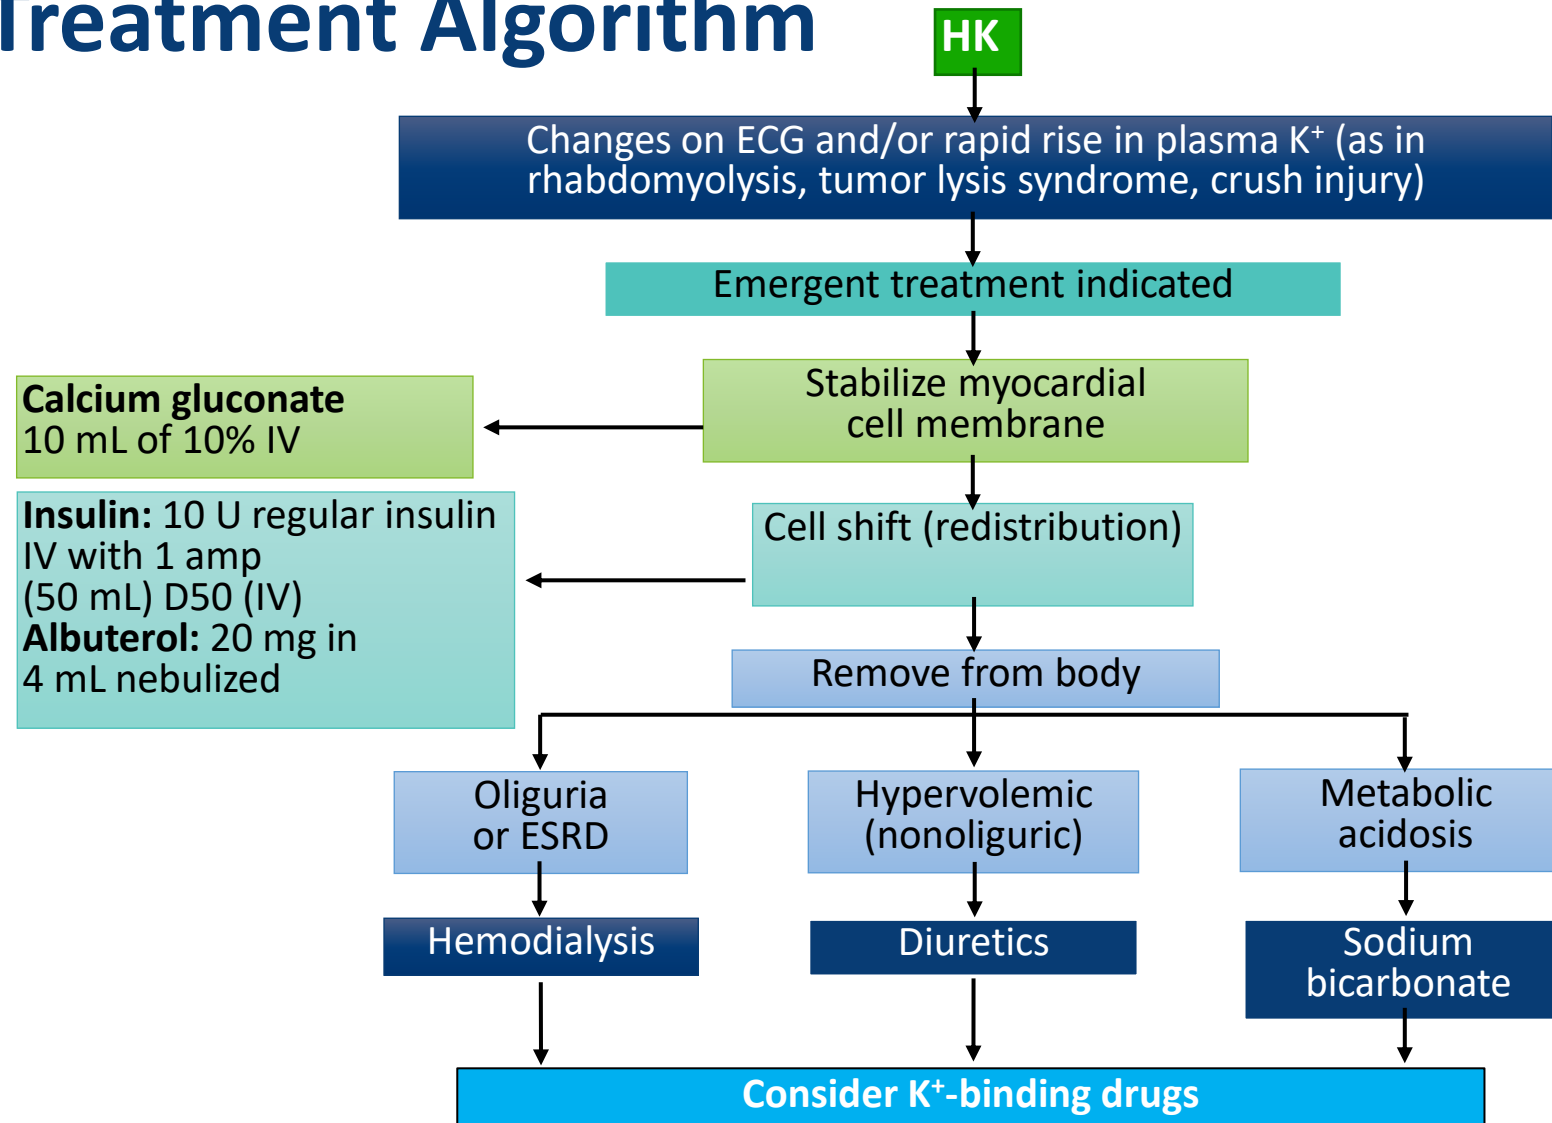 Treatment Algorithm
HK
Changes on ECG and/or rapid rise in plasma K⁺ (as in
rhabdomyolysis, tumor lysis syndrome, crush injury)
Emergent treatment indicated
Stabilize myocardial
cell membrane
Calcium gluconate
10 mL of 10% IV
Cell shift (redistribution)
Insulin: 10 U regular insulin
IV with 1 amp
(50 mL) D50 (IV)
Albuterol: 20 mg in
4 mL nebulized
Remove from body
Oliguria
or ESRD
Hypervolemic
(nonoliguric)
Metabolic
acidosis
Hemodialysis
Diuretics
Sodium
bicarbonate
Consider K⁺-binding drugs